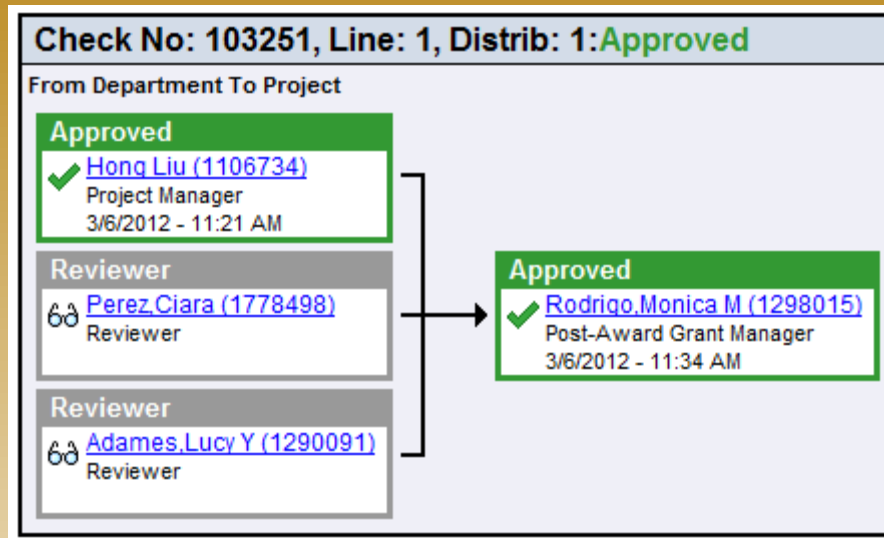 Check No: 103251, Line: 1, Distrib: 1:Approved
From Department To Project
Approved
Hong Liu (1106734)
Project Manager
3/6/2012 - 11:21 AM
Reviewer
Perez,Ciara (1778498)
Reviewer
Reviewer
Adames,Lucy Y (1290091)
Reviewer
Approved
Rodrigo,Monica M (1298015)
Post-Award Grant Manager
3/6/2012 - 11:34 AM